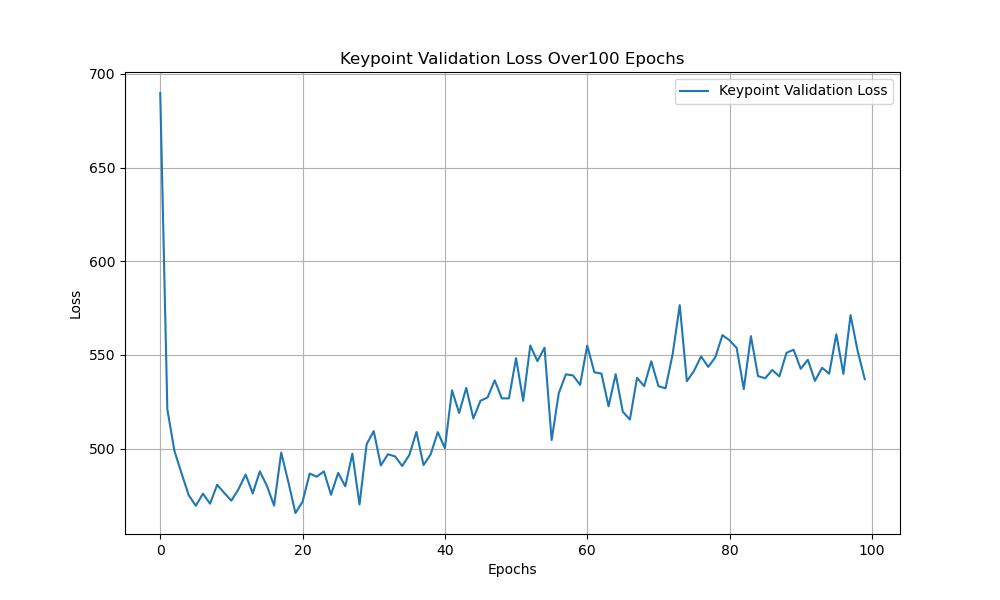 Keypoint Validation Loss Over100 Epochs
Keypoint Validation Loss
700
650
600
550
500
Loss
0 20 40 60 80 100
Epochs